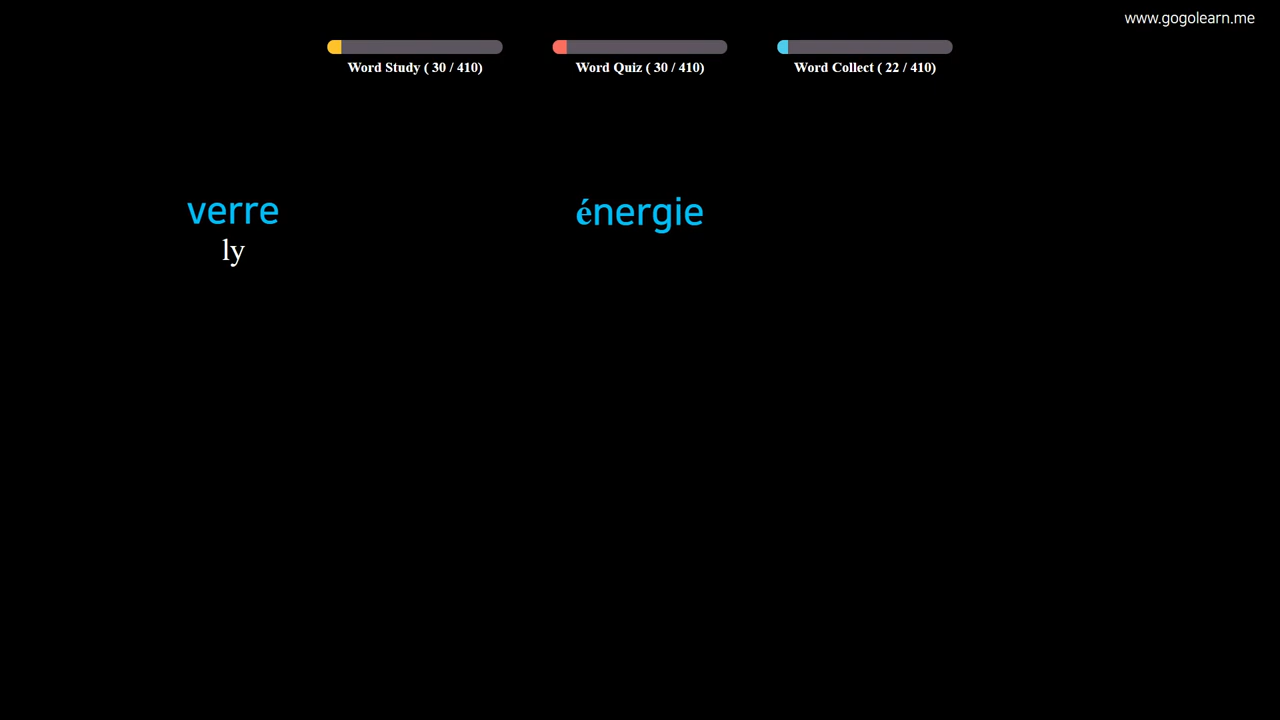 www.gogolearn.me
Word Study ( 30 / 410)
Word Quiz ( 30 / 410)
Word Collect ( 22 / 410)
verre
ly
énergie